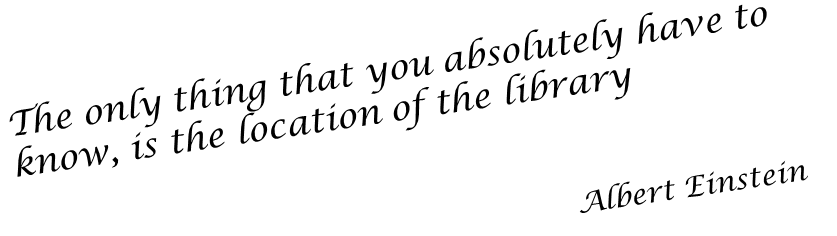 The only thing that you absolutely have to
know, is the location of the library
Albert Einstein